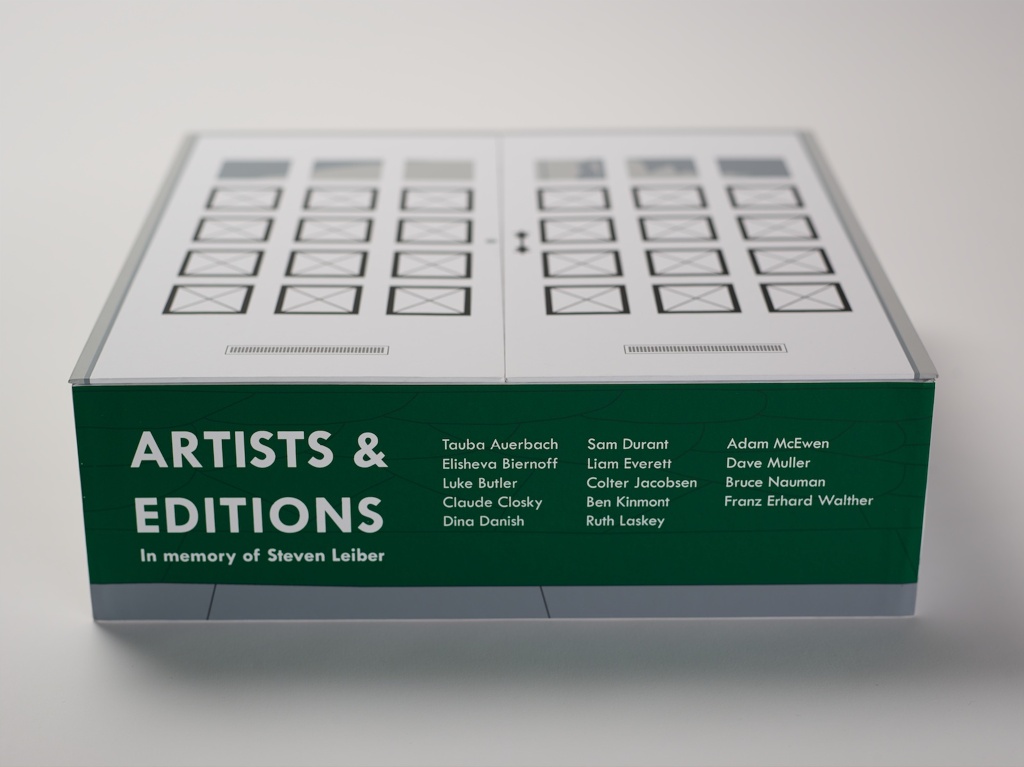 ARTISTS &
EDITIONS
In memory of Steven Leiber
Tauba Auerbach
Elisheva Biernoff
Luke Butler
Claude Closky
Dina Danish
Sam Durant
Liam Everett
Colter Jacobsen
Ben Kinmont
Ruth Laskey
Adam McEwen
Dave Muller
Bruce Nauman
Franz Erhard Walther